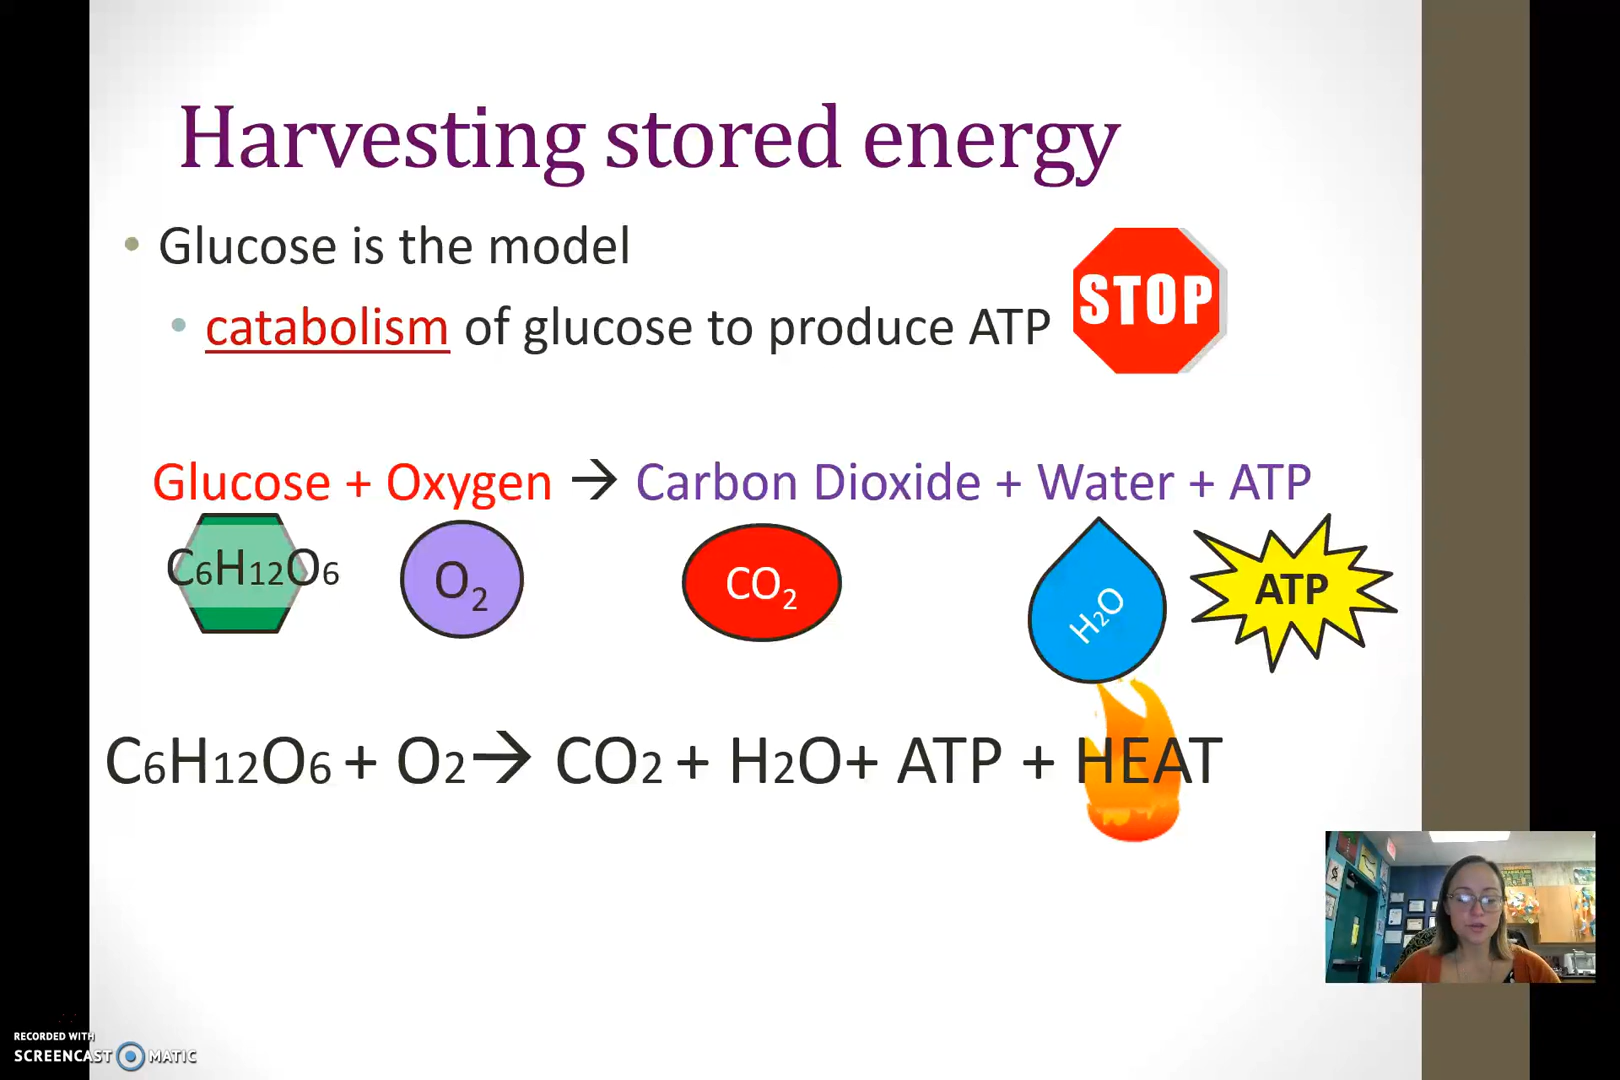 Harvesting stored energy
• Glucose is the model
• catabolism of glucose to produce ATP
STOP
Glucose + Oxygen → Carbon Dioxide + Water + ATP
C₆H₁₂O₆
O₂
CO₂
H₂O
ATP
C₆H₁₂O₆ + O₂→ CO₂ + H₂O+ ATP + HEAT
RECORDED WITH
SCREENCAST MATIC